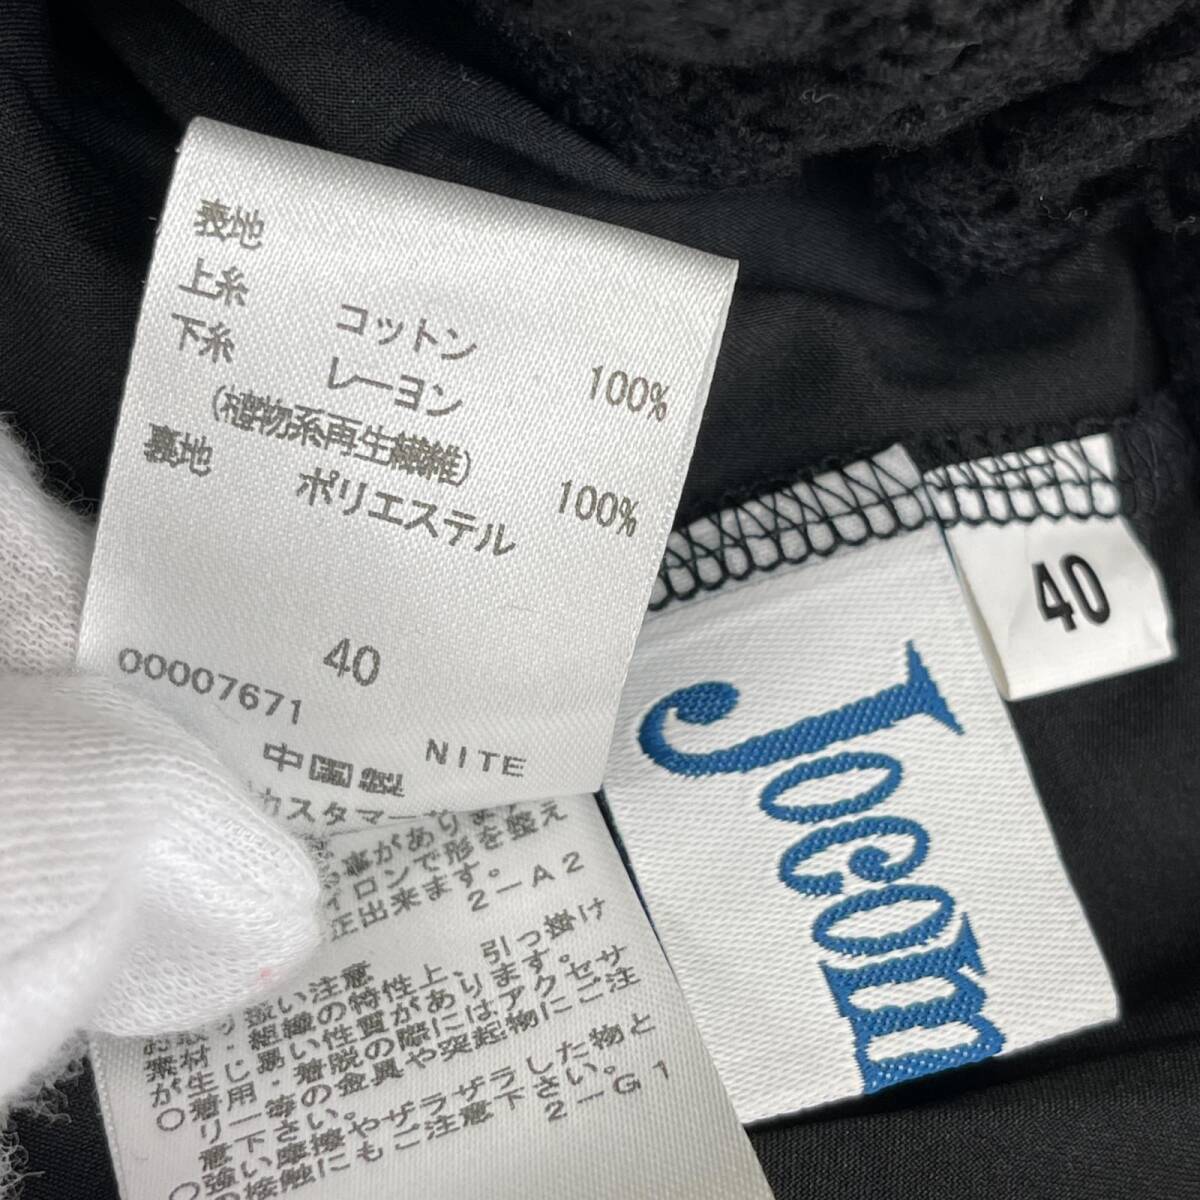 表地
上糸 コットン 100%
下糸 レーヨン
(植物系再生繊維)
裏地 ポリエステル 100%
40
00007671
中国製 NITE
カスタマー
事があります
イロンで形を整え
正出来ます。
2-A2
扱い注意
素材・組織の特性上、引っ掛け
が生じ易い性質があります。
○着用・着脱の際にはアクセサ
リー等の金具や突起物にご注
意下さい。
○強い摩擦やザラザラした物と
の接触にもご注意下さい。
2-G1
Jocom
40